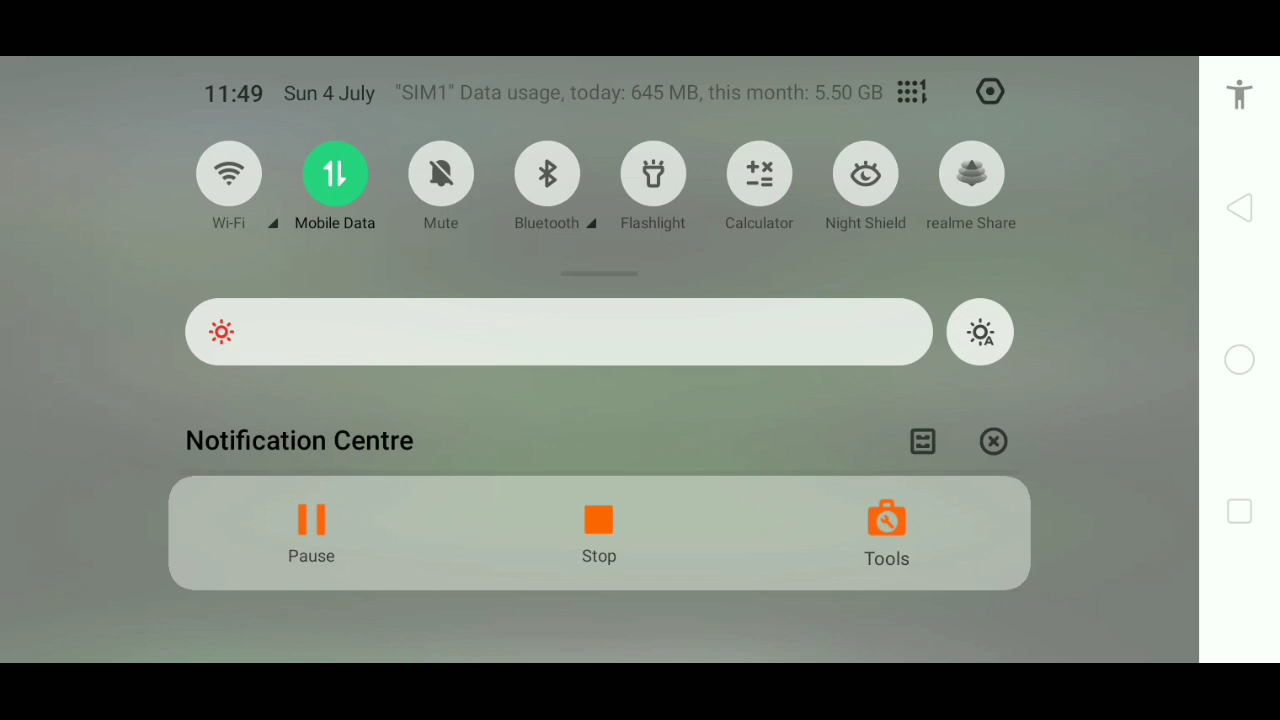 11:49 Sun 4 July "SIM1" Data usage, today: 645 MB, this month: 5.50 GB
Wi-Fi Mobile Data Mute Bluetooth Flashlight Calculator Night Shield realme Share
Notification Centre
Pause Stop Tools